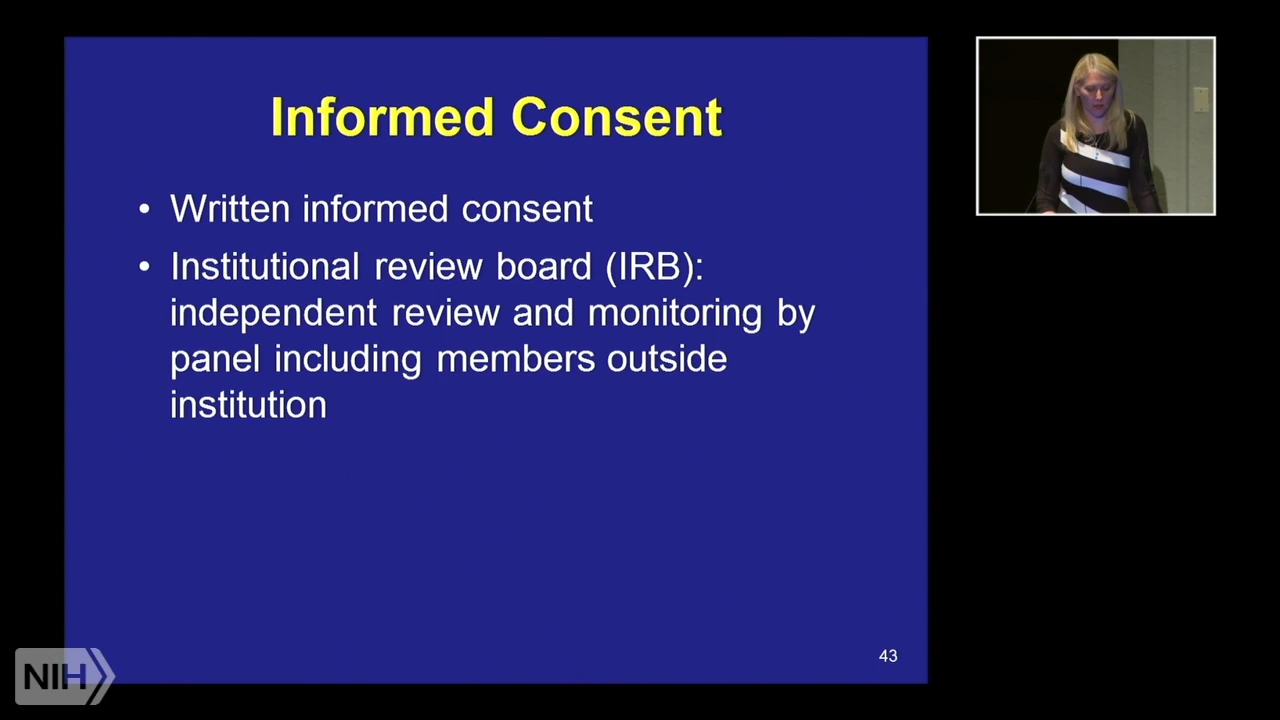 Informed Consent
• Written informed consent
• Institutional review board (IRB):
independent review and monitoring by
panel including members outside
institution
43
NIH